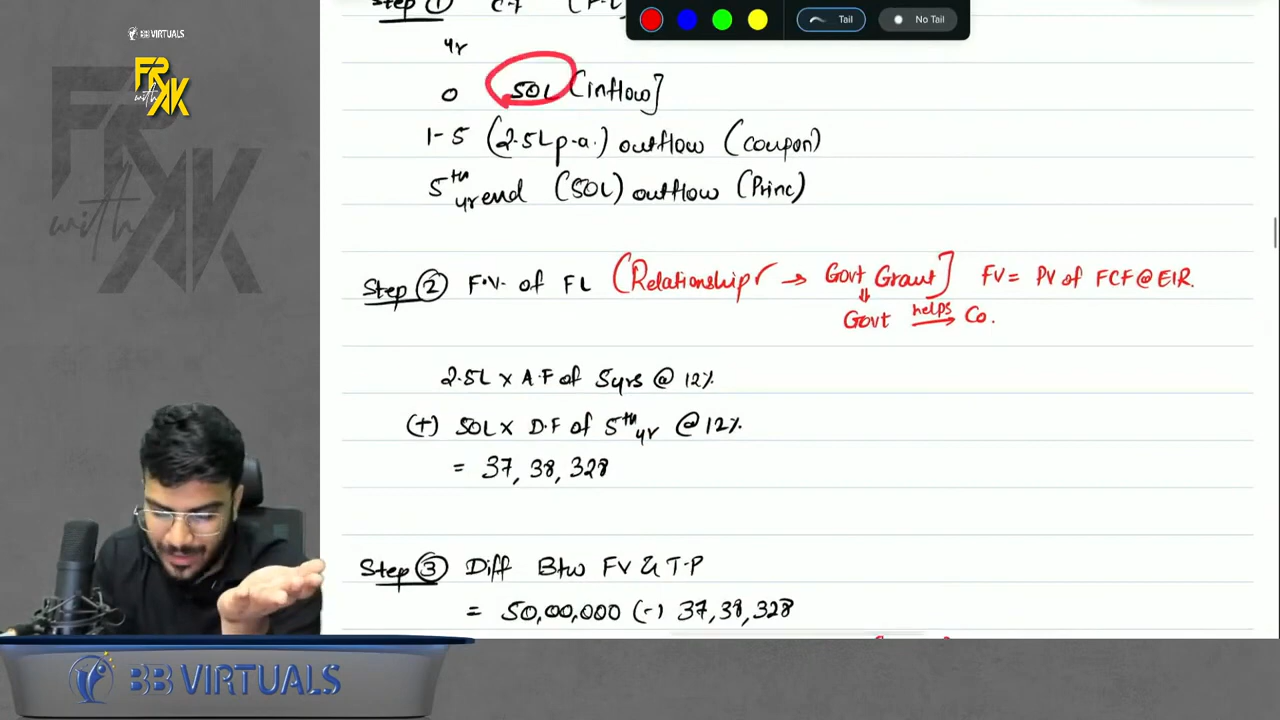 Step ① C.F
Tail
No Tail
BB VIRTUALS
yr
FR with AK
0 50L (inflow]
1-5 (2.5L p.a.) outflow (coupon)
5th yr end (50L) outflow (Princ)
Step ② F.V. of FL (Relationship → Govt Grant] FV = PV of FCF @ EIR.
⇓
Govt helps → Co.
2.5L x A.F of 5yrs @ 12%
(+) 50L x D.F of 5th yr @ 12%
= 37,38,328
Step ③ Diff Btw FV & T.P
= 50,00,000 (-) 37,38,328
BB VIRTUALS